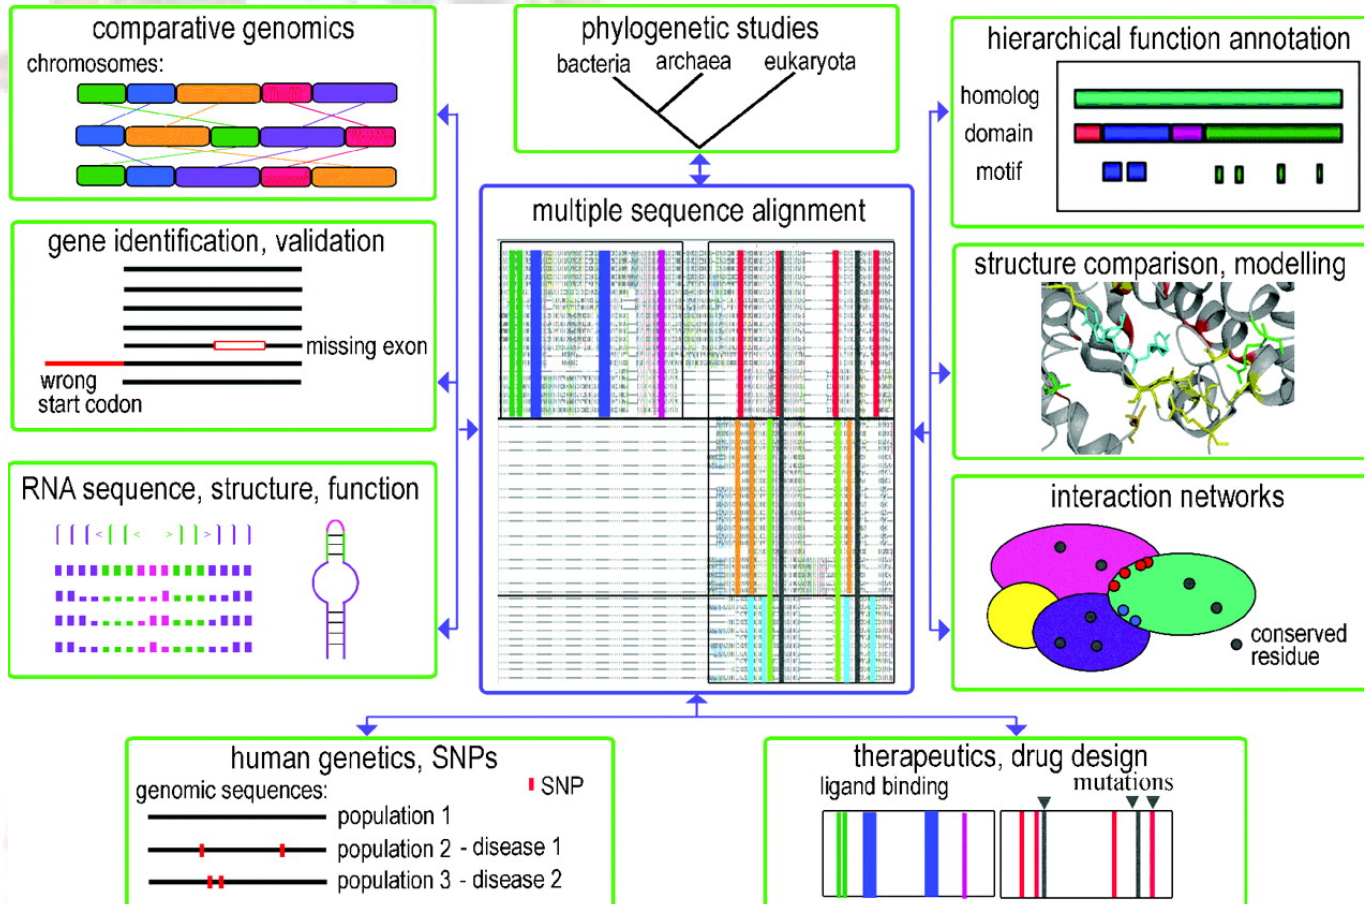 comparative genomics
chromosomes:
phylogenetic studies
bacteria archaea eukaryota
hierarchical function annotation
homolog
domain
motif
gene identification, validation
missing exon
wrong
start codon
multiple sequence alignment
structure comparison, modelling
RNA sequence, structure, function
interaction networks
conserved
residue
human genetics, SNPs
genomic sequences:
SNP
population 1
population 2 - disease 1
population 3 - disease 2
therapeutics, drug design
ligand binding
mutations